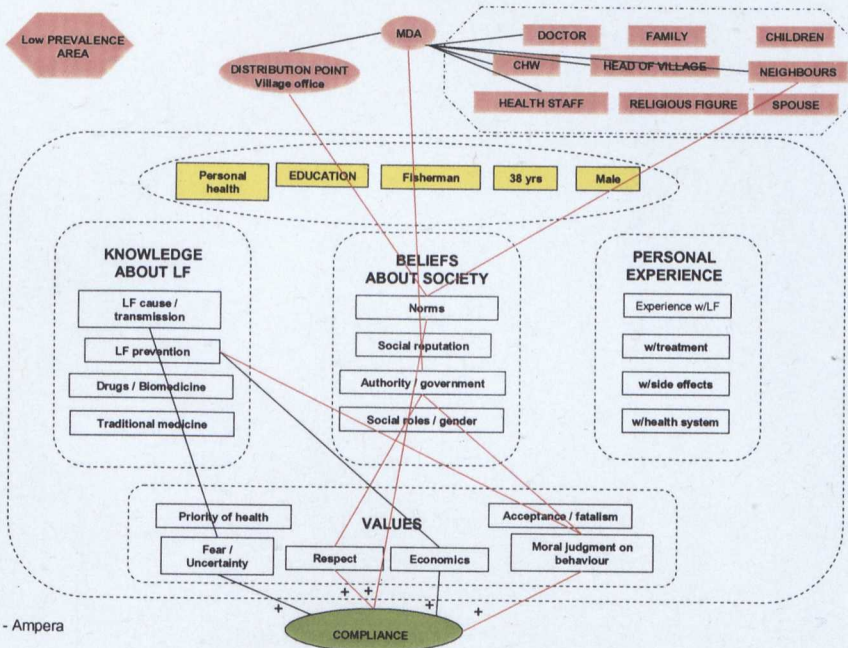 Low PREVALENCE
AREA
MDA
DISTRIBUTION POINT
Village office
DOCTOR
FAMILY
CHILDREN
CHW
HEAD OF VILLAGE
NEIGHBOURS
HEALTH STAFF
RELIGIOUS FIGURE
SPOUSE
Personal
health
EDUCATION
Fisherman
38 yrs
Male
KNOWLEDGE
ABOUT LF
LF cause /
transmission
LF prevention
Drugs / Biomedicine
Traditional medicine
BELIEFS
ABOUT SOCIETY
Norms
Social reputation
Authority / government
Social roles / gender
PERSONAL
EXPERIENCE
Experience w/LF
w/treatment
w/side effects
w/health system
Priority of health
VALUES
Acceptance / fatalism
Fear /
Uncertainty
Respect
Economics
Moral judgment on
behaviour
+ + + + +
COMPLIANCE
- Ampera